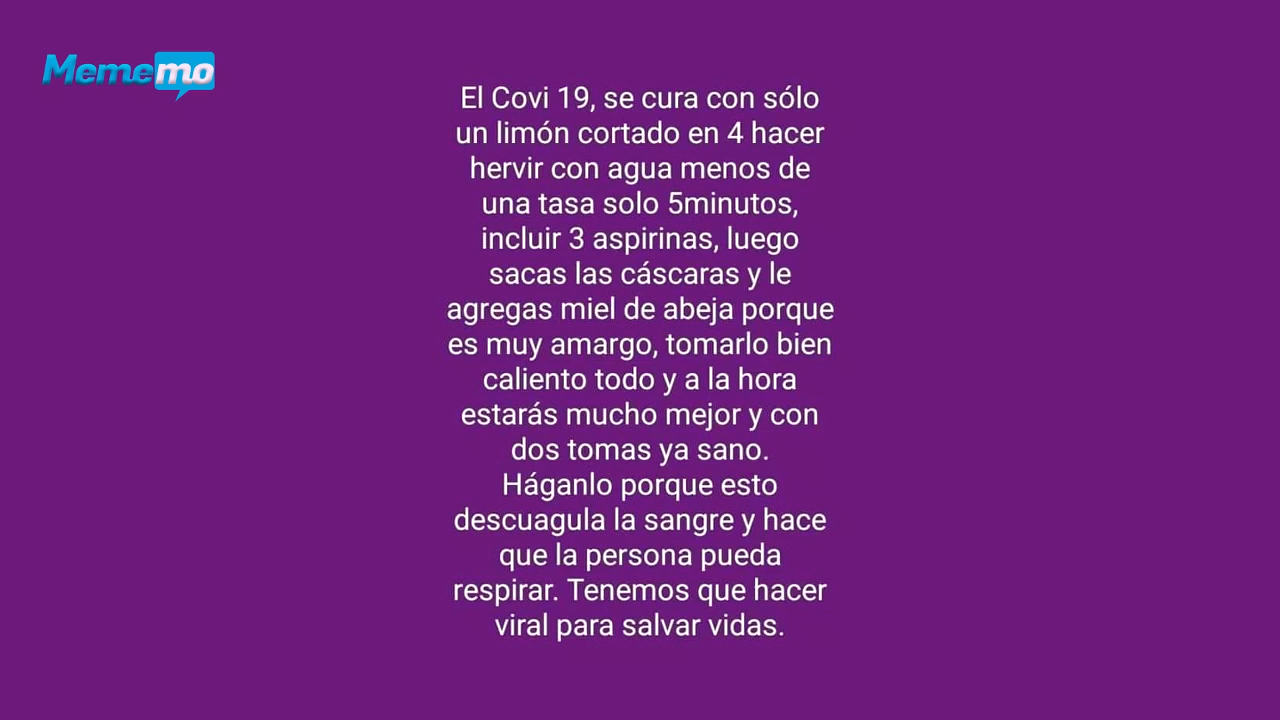 Mememo
El Covi 19, se cura con sólo
un limón cortado en 4 hacer
hervir con agua menos de
una tasa solo 5minutos,
incluir 3 aspirinas, luego
sacas las cáscaras y le
agregas miel de abeja porque
es muy amargo, tomarlo bien
caliento todo y a la hora
estarás mucho mejor y con
dos tomas ya sano.
Háganlo porque esto
descuagula la sangre y hace
que la persona pueda
respirar. Tenemos que hacer
viral para salvar vidas.